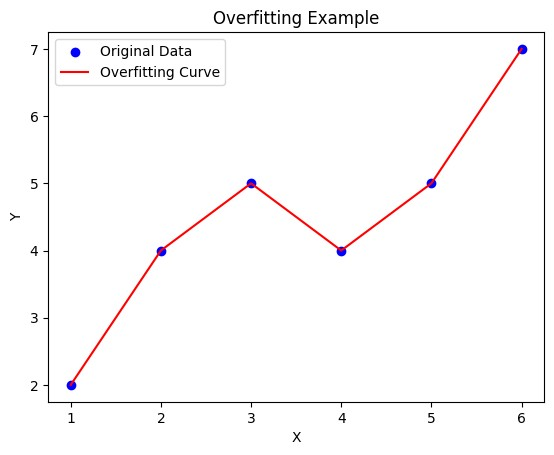 Overfitting Example
Original Data
Overfitting Curve
7
6
5
4
3
2
Y
1 2 3 4 5 6
X